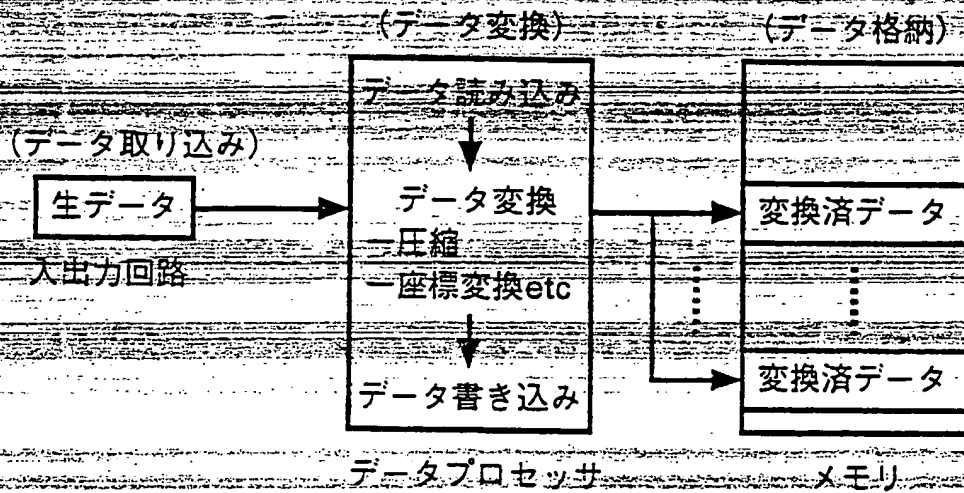 (データ変換)
(データ格納)
データ読み込み
(データ取り込み)
生データ
データ変換
変換済データ
ー圧縮
入出力回路
ー座標変換etc
変換済データ
データ書き込み
データプロセッサ
メモリ